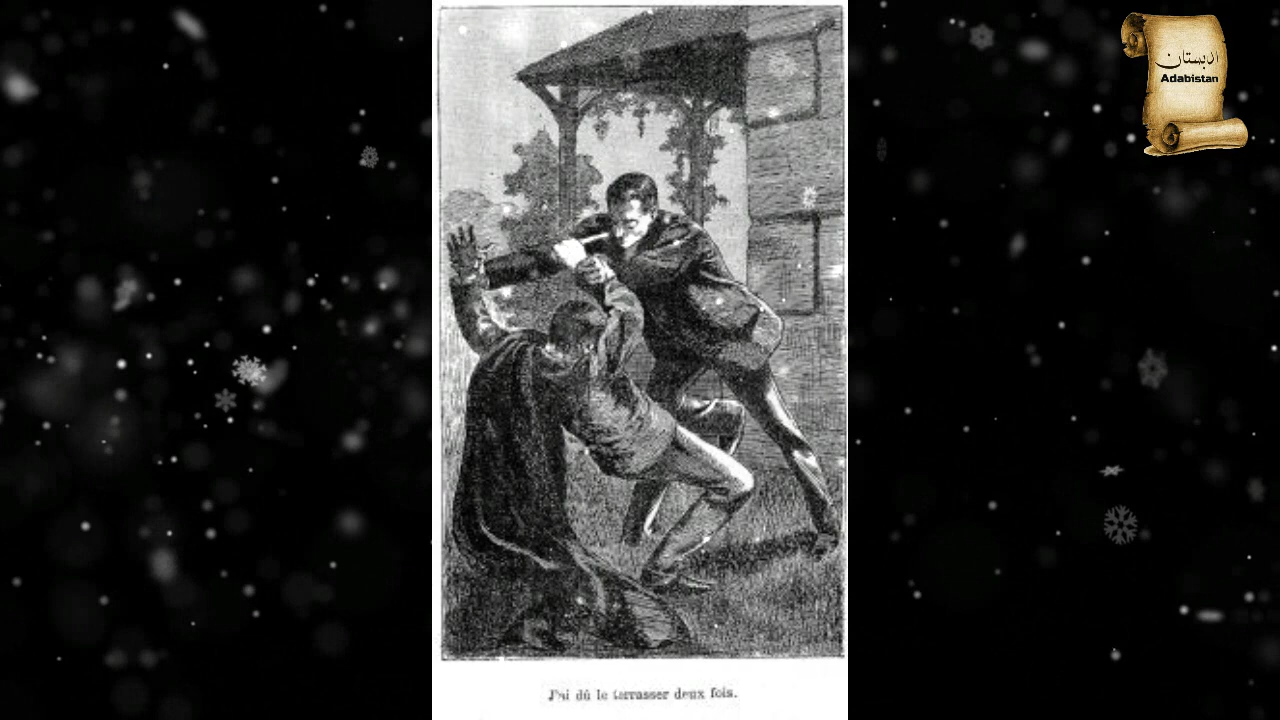 ادبستان
Adabistan
J'ai dû le terrasser deux fois.